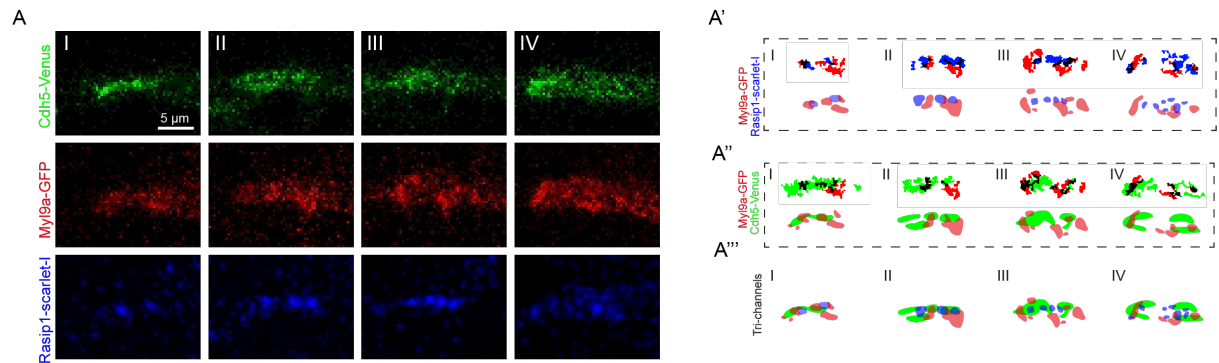 A
I II III IV
Cdh5-Venus
5 µm
Myl9a-GFP
Rasip1-scarlet-I
A'
I II III IV
Myl9a-GFP
Rasip1-scarlet-I
A''
I II III IV
Myl9a-GFP
Cdh5-Venus
A'''
I II III IV
Tri-channels